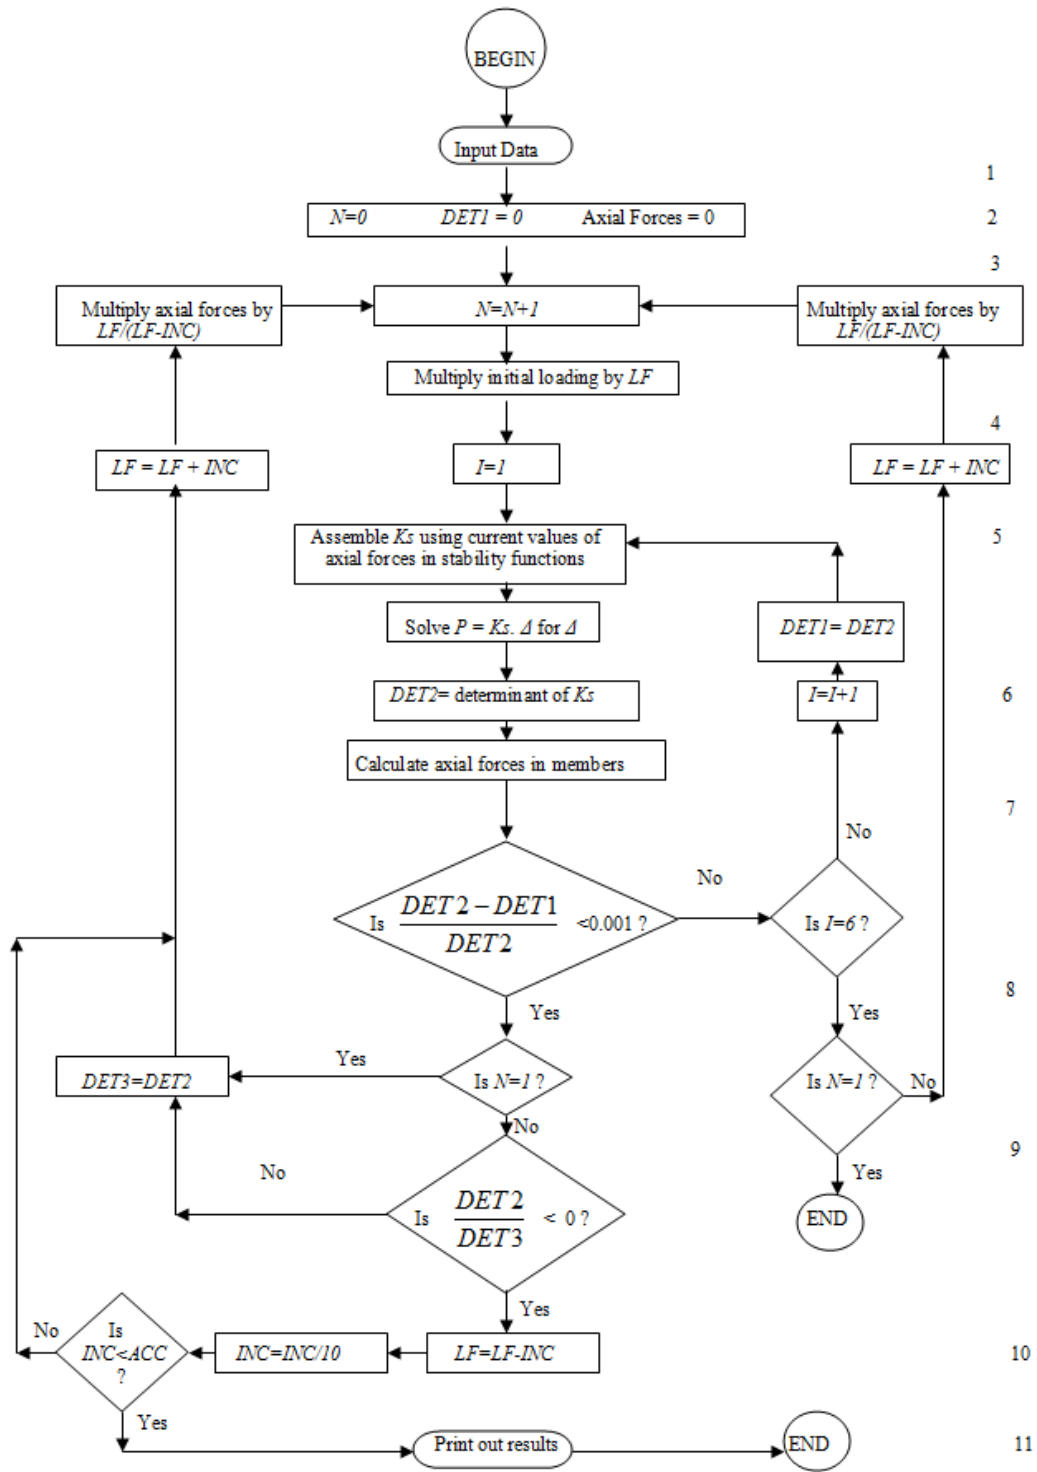 BEGIN
Input Data
1
N=0 DET1 = 0 Axial Forces = 0
2
3
Multiply axial forces by
LF/(LF-INC)
N=N+1
Multiply axial forces by
LF/(LF-INC)
Multiply initial loading by LF
4
LF = LF + INC
I=1
LF = LF + INC
5
Assemble Ks using current values of
axial forces in stability functions
Solve P = Ks. Δ for Δ
DET1= DET2
DET2= determinant of Ks
I=I+1
6
Calculate axial forces in members
7
No
No
Is DET2-DET1/DET2 <0.001 ?
Is I=6 ?
8
Yes
Yes
Yes
DET3=DET2
Is N=1 ?
Is N=1 ?
No
No
9
No
Yes
Is DET2/DET3 < 0 ?
END
Yes
No
Is
INC<ACC
?
INC=INC/10
LF=LF-INC
10
Yes
Print out results
END
11